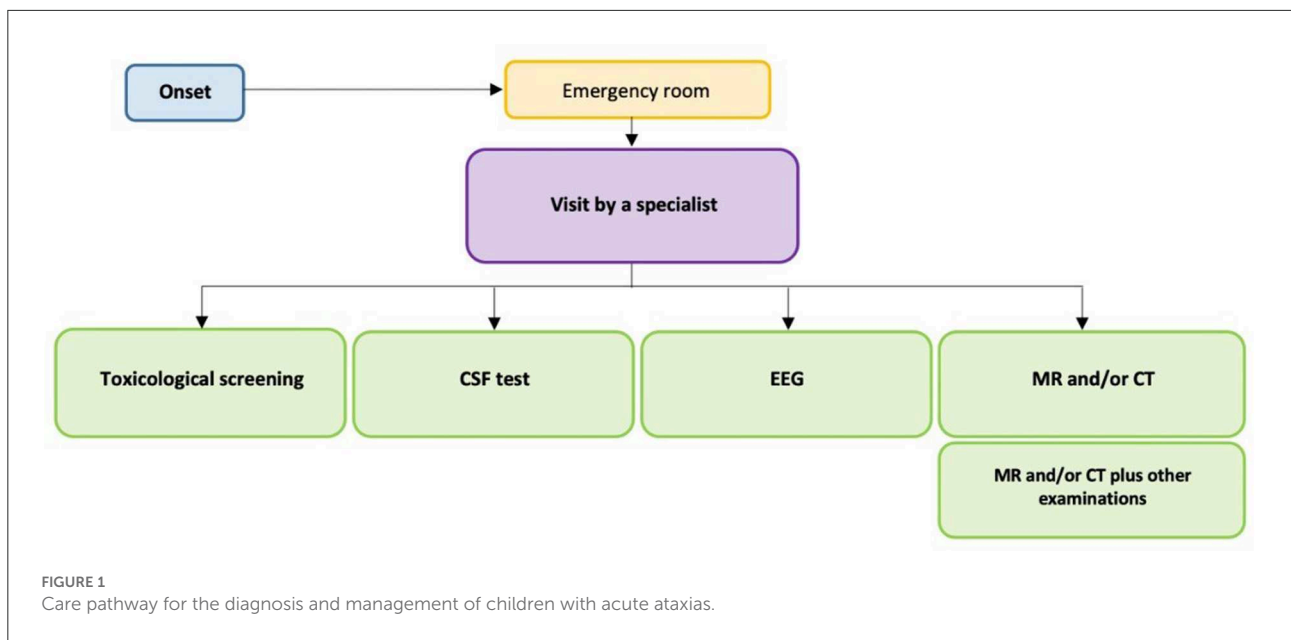 Onset
Emergency room
Visit by a specialist
Toxicological screening
CSF test
EEG
MR and/or CT
MR and/or CT plus other
examinations
FIGURE 1
Care pathway for the diagnosis and management of children with acute ataxias.